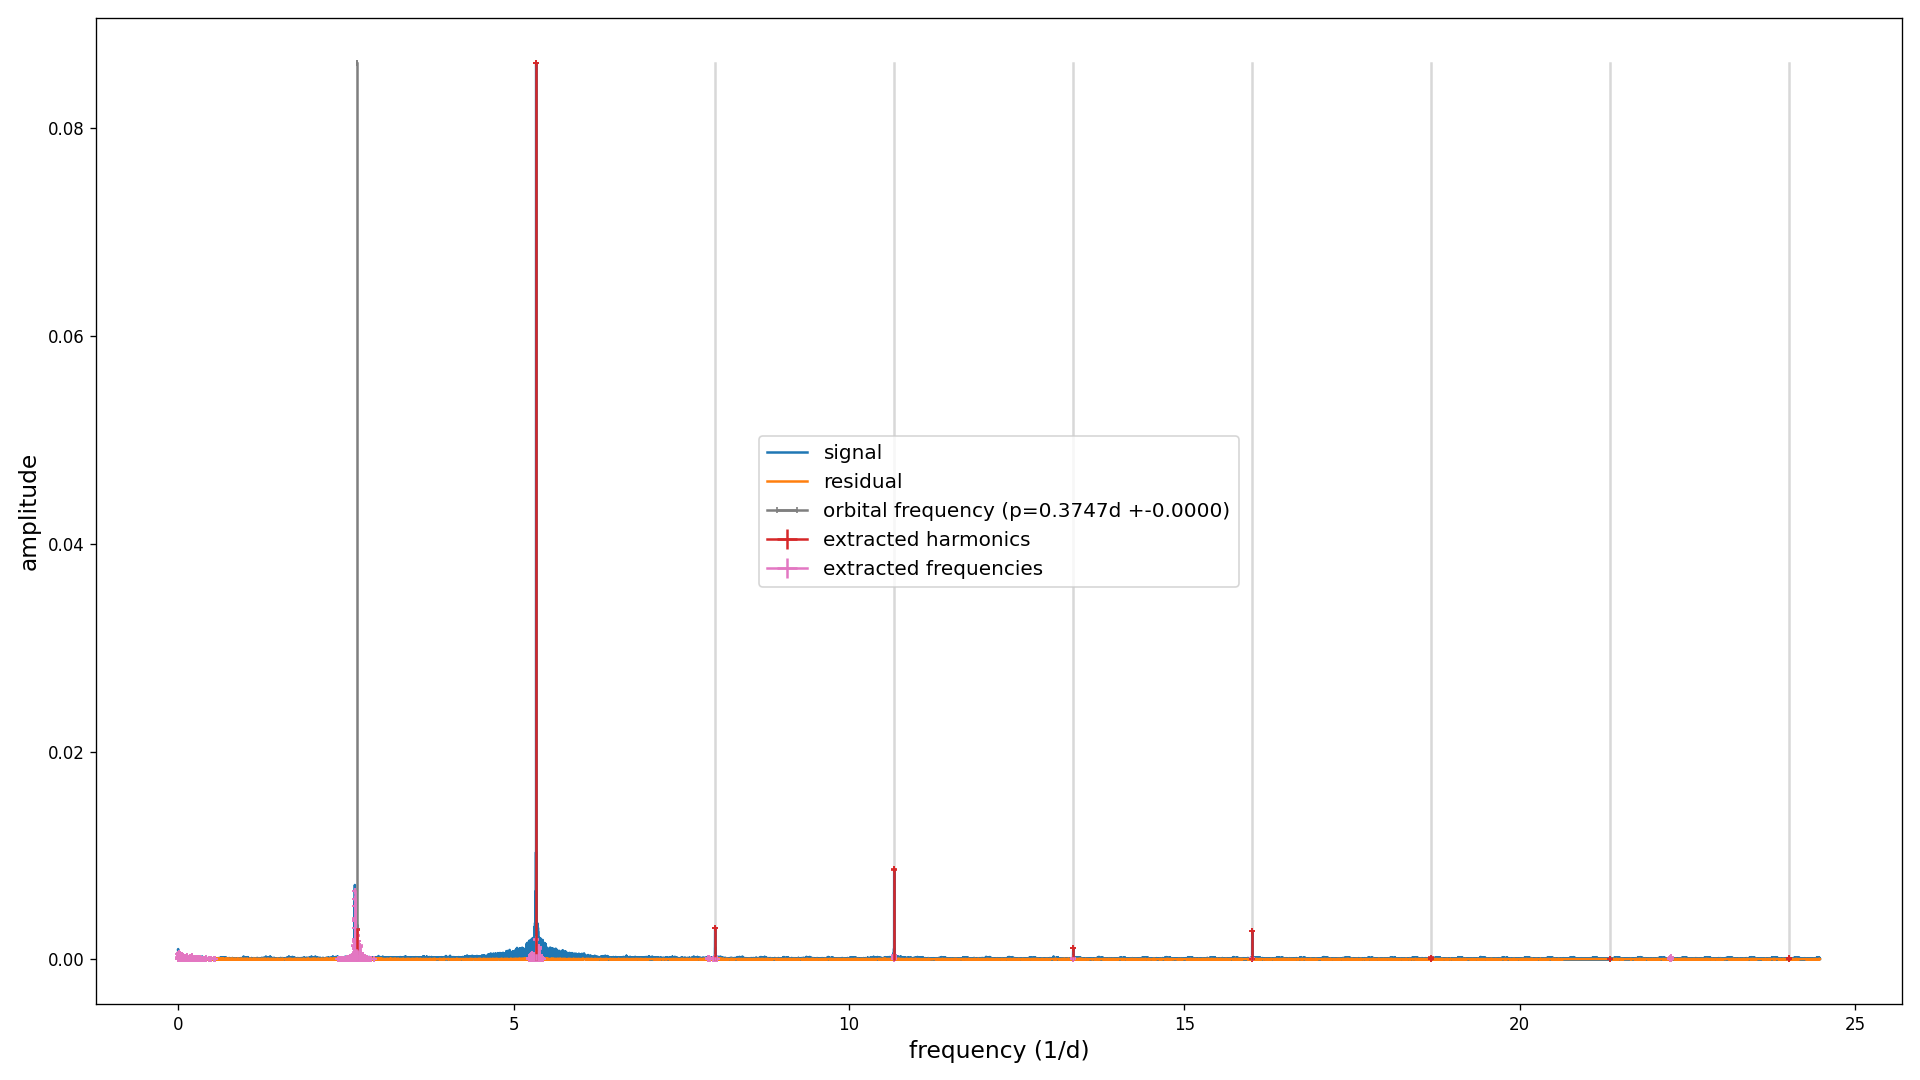 0.08
0.06
0.04
0.02
0.00
amplitude
signal
residual
orbital frequency (p=0.3747d +-0.0000)
extracted harmonics
extracted frequencies
0 5 10 15 20 25
frequency (1/d)